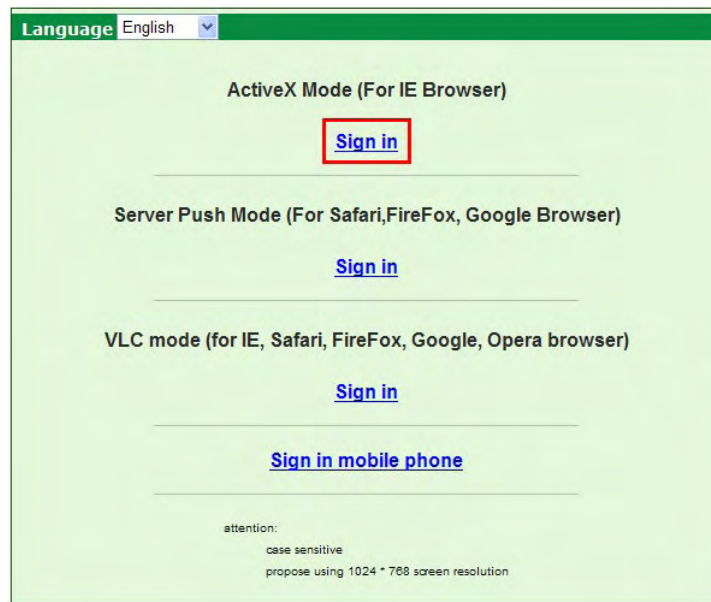 Language English
ActiveX Mode (For IE Browser)
Sign in
Server Push Mode (For Safari,FireFox, Google Browser)
Sign in
VLC mode (for IE, Safari, FireFox, Google, Opera browser)
Sign in
Sign in mobile phone
attention:
case sensitive
propose using 1024 * 768 screen resolution